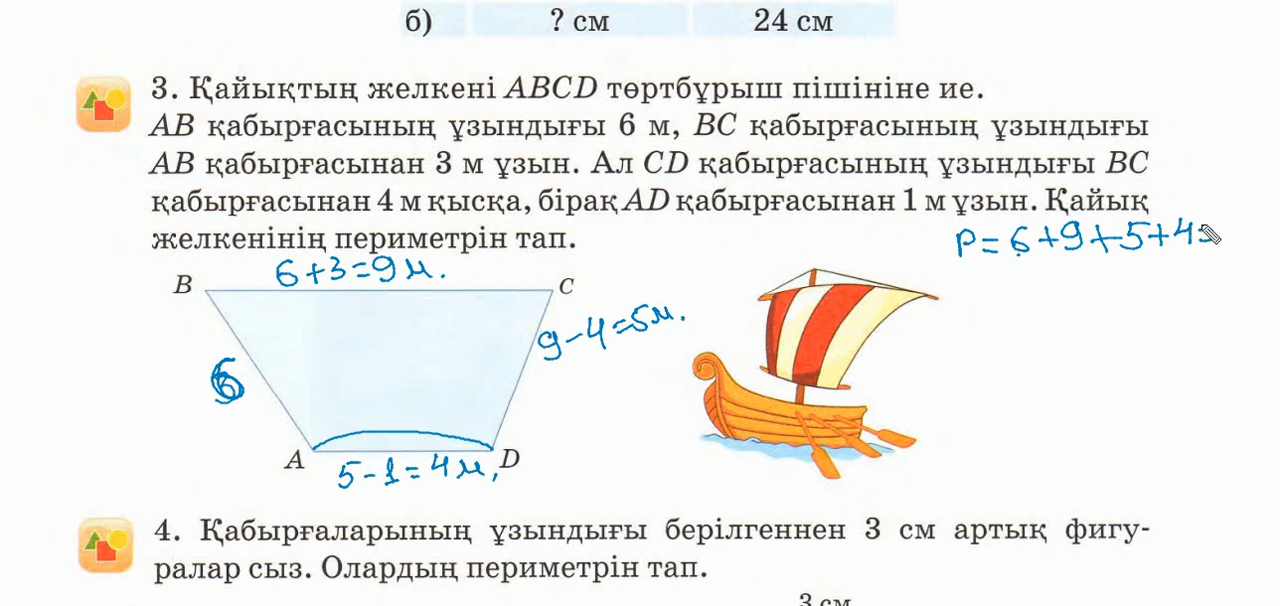 б) ? см 24 см
3. Қайықтың желкені ABCD төртбұрыш пішініне ие.
AB қабырғасының ұзындығы 6 м, BC қабырғасының ұзындығы
AB қабырғасынан 3 м ұзын. Ал CD қабырғасының ұзындығы BC
қабырғасынан 4 м қысқа, бірақ AD қабырғасынан 1 м ұзын. Қайық
желкенінің периметрін тап.
P=6+9+5+4=
6+3=9м.
B C
9-4=5м.
6
A D
5-1=4м,
4. Қабырғаларының ұзындығы берілгеннен 3 см артық фигу-
ралар сыз. Олардың периметрін тап.
3 см